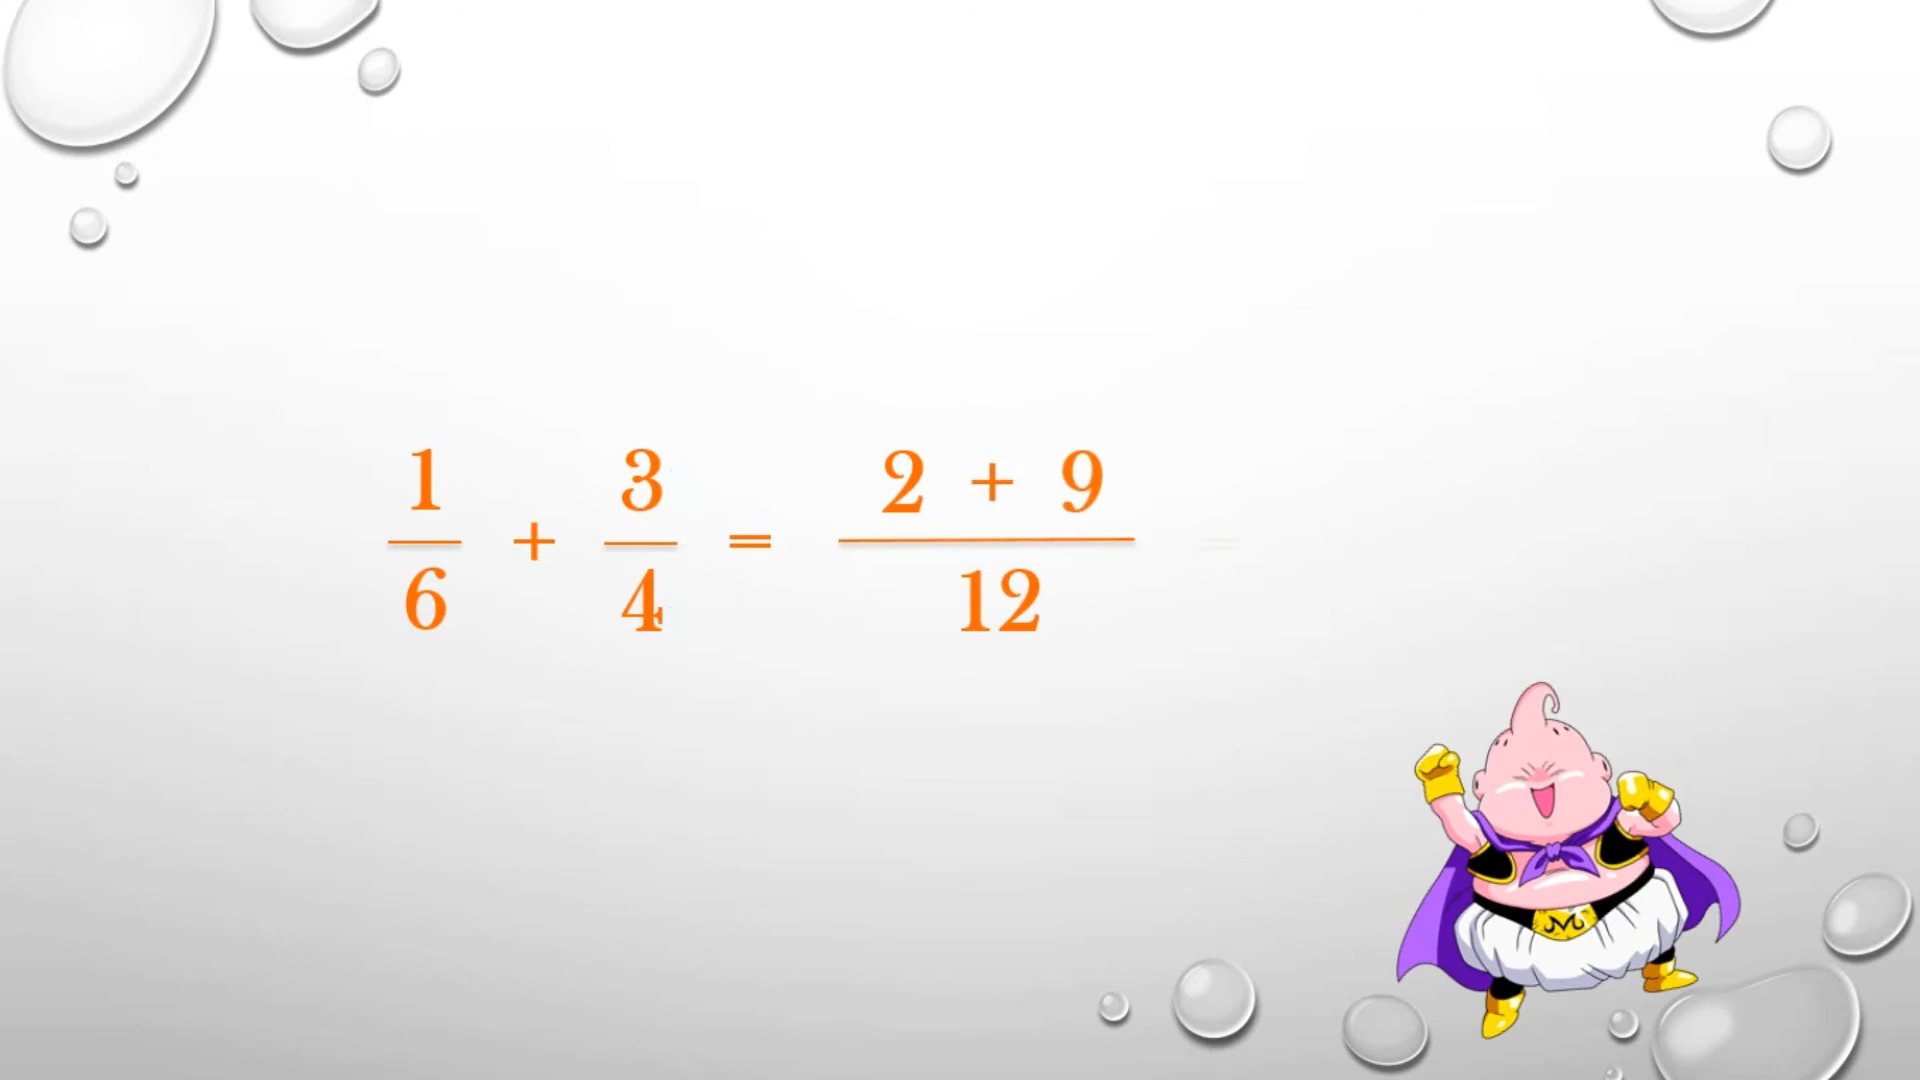 1/6 + 3/4 = (2 + 9)/12 =
M